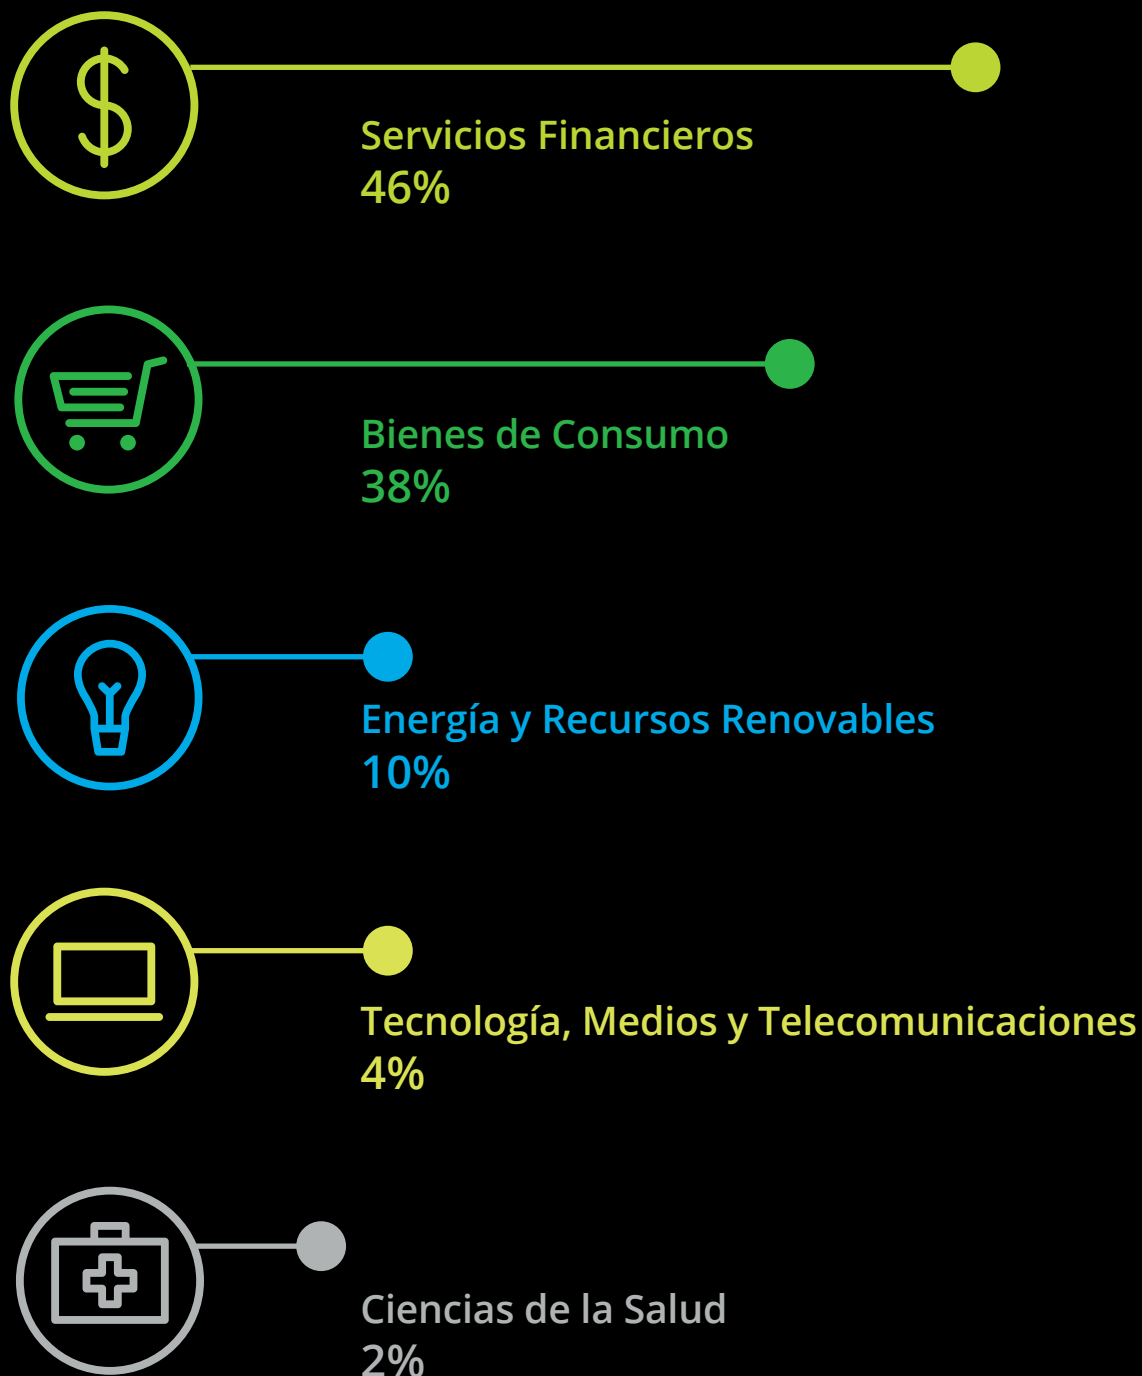 Servicios Financieros
46%
Bienes de Consumo
38%
Energía y Recursos Renovables
10%
Tecnología, Medios y Telecomunicaciones
4%
Ciencias de la Salud
2%